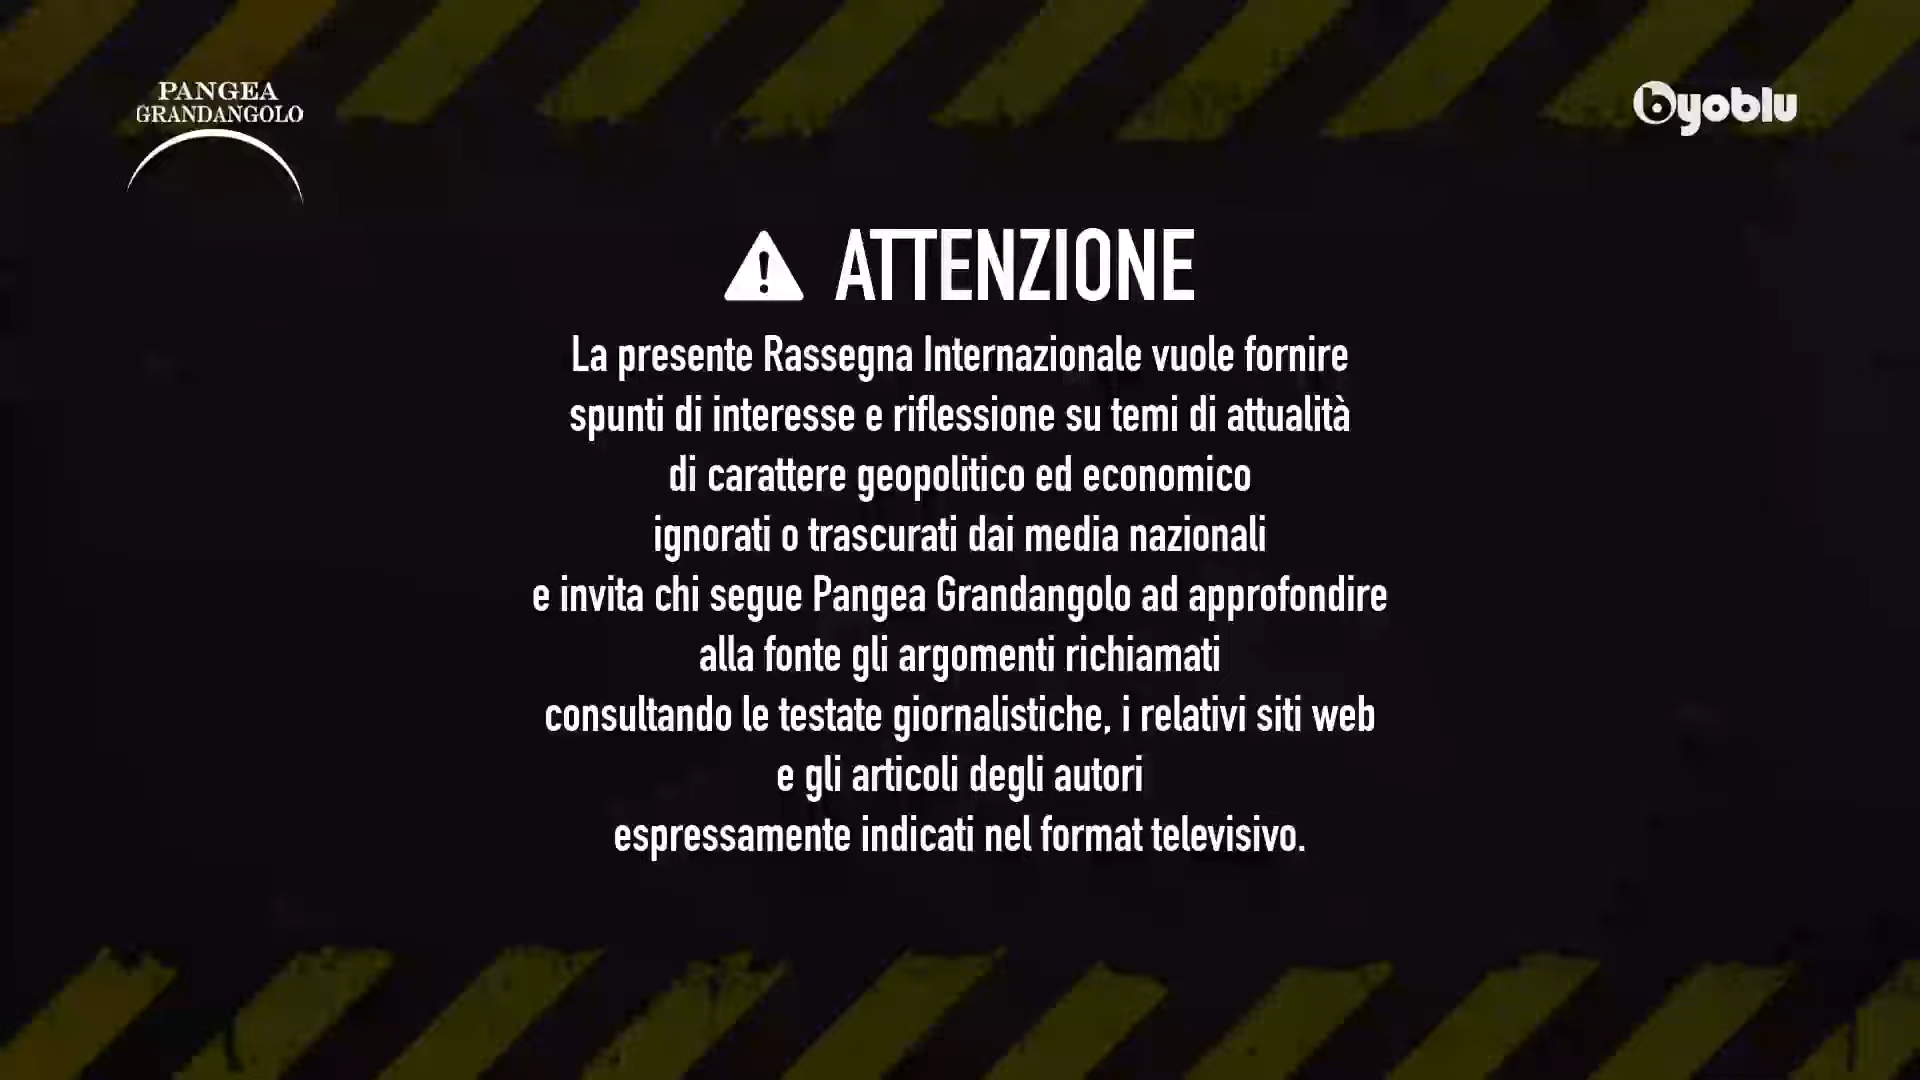 PANGEA
GRANDANGOLO
byoblu
ATTENZIONE
La presente Rassegna Internazionale vuole fornire
spunti di interesse e riflessione su temi di attualità
di carattere geopolitico ed economico
ignorati o trascurati dai media nazionali
e invita chi segue Pangea Grandangolo ad approfondire
alla fonte gli argomenti richiamati
consultando le testate giornalistiche, i relativi siti web
e gli articoli degli autori
espressamente indicati nel format televisivo.